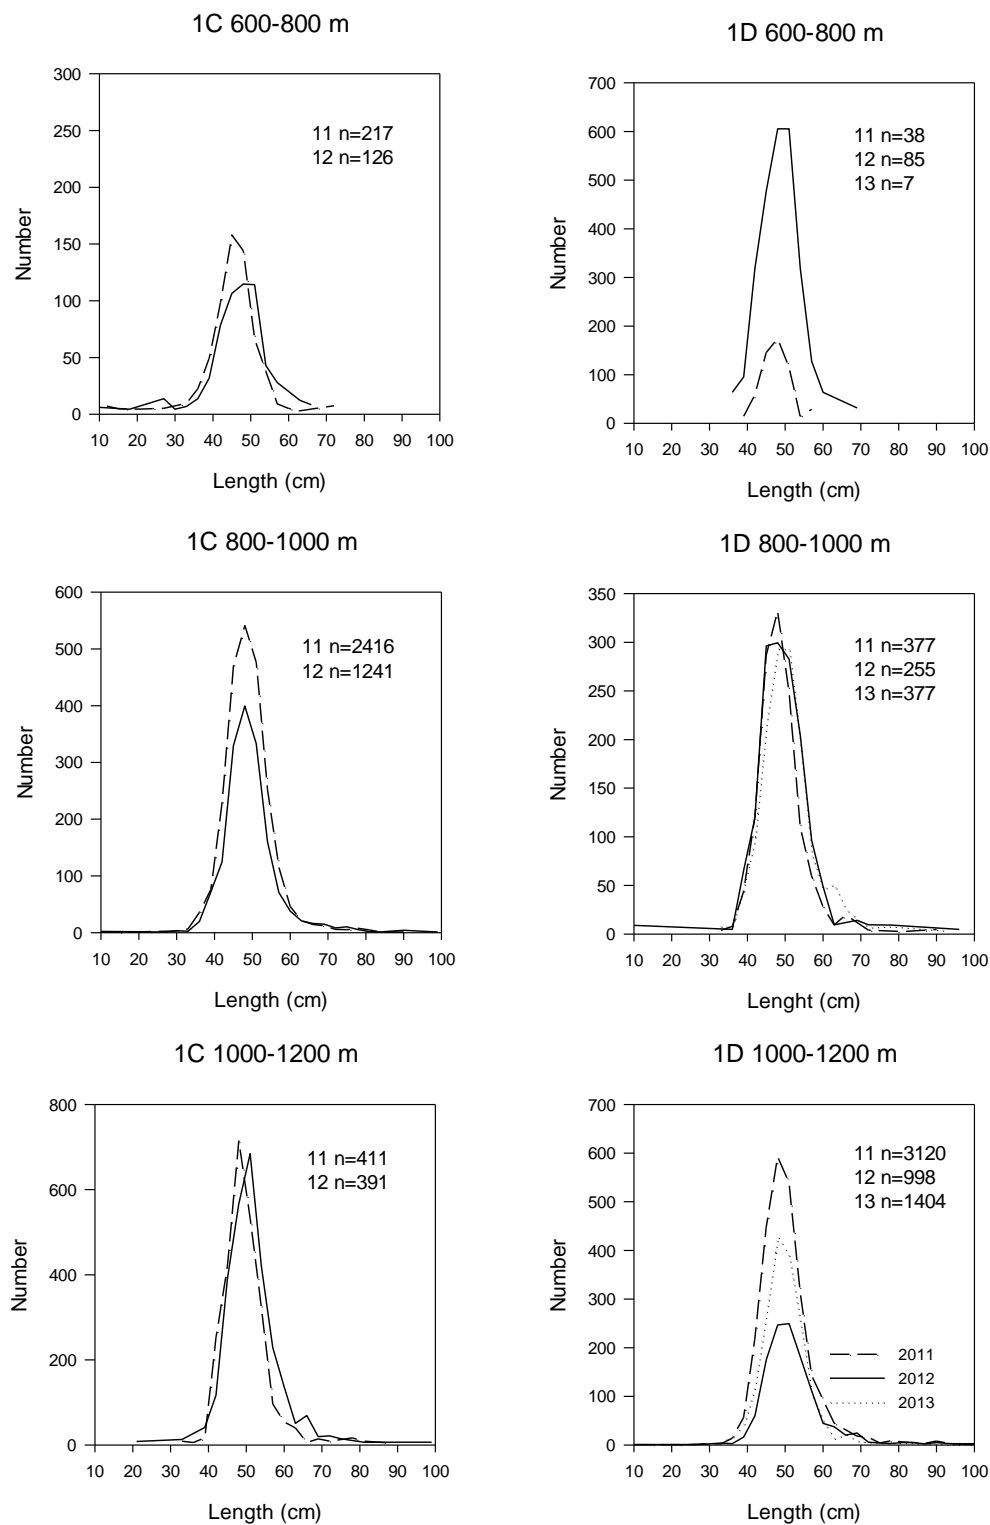 1C 600-800 m
300
250
200
150
100
50
0
11 n=217
12 n=126
Number
10 20 30 40 50 60 70 80 90 100
Length (cm)
1D 600-800 m
700
600
500
400
300
200
100
0
11 n=38
12 n=85
13 n=7
Number
10 20 30 40 50 60 70 80 90 100
Length (cm)
1C 800-1000 m
600
500
400
300
200
100
0
11 n=2416
12 n=1241
Number
10 20 30 40 50 60 70 80 90 100
Length (cm)
1D 800-1000 m
350
300
250
200
150
100
50
0
11 n=377
12 n=255
13 n=377
Number
10 20 30 40 50 60 70 80 90 100
Lenght (cm)
1C 1000-1200 m
800
600
400
200
0
11 n=411
12 n=391
Number
10 20 30 40 50 60 70 80 90 100
Length (cm)
1D 1000-1200 m
700
600
500
400
300
200
100
0
11 n=3120
12 n=998
13 n=1404
2011
2012
2013
Number
10 20 30 40 50 60 70 80 90 100
Length (cm)